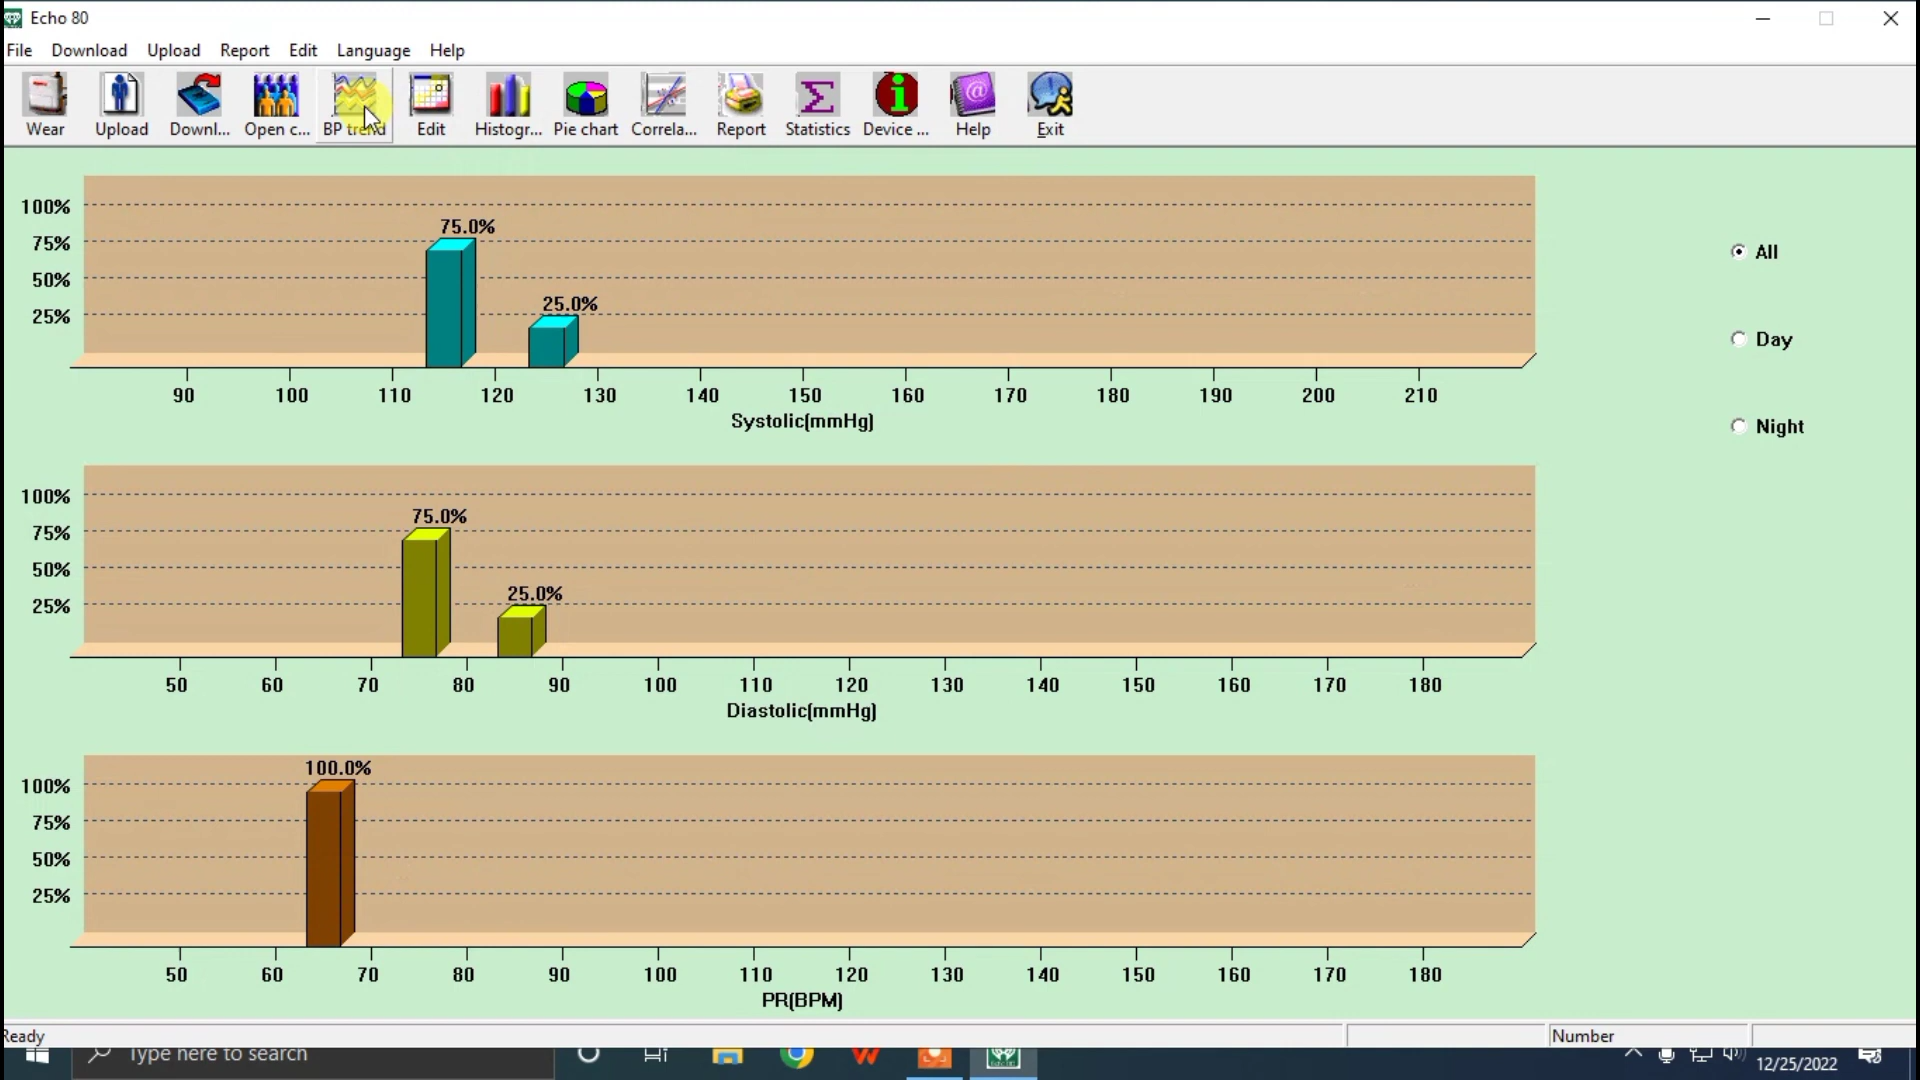 Echo 80
File Download Upload Report Edit Language Help
Wear Upload Downl... Open c... BP trend Edit Histogr... Pie chart Correla... Report Statistics Device ... Help Exit
100%
75%
50%
25%
75.0%
25.0%
90 100 110 120 130 140 150 160 170 180 190 200 210
Systolic(mmHg)
All
Day
Night
100%
75%
50%
25%
75.0%
25.0%
50 60 70 80 90 100 110 120 130 140 150 160 170 180
Diastolic(mmHg)
100%
75%
50%
25%
100.0%
50 60 70 80 90 100 110 120 130 140 150 160 170 180
PR(BPM)
Ready Number
Type here to search
12/25/2022